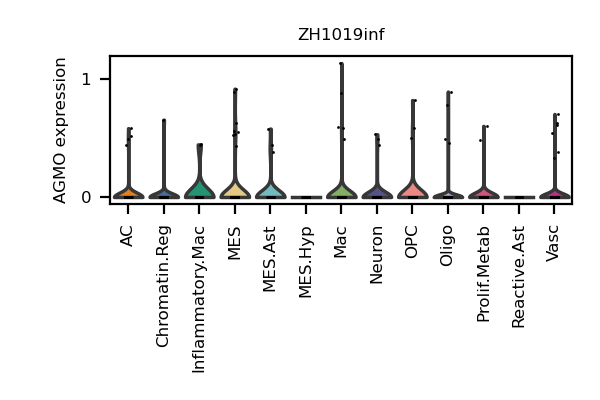 ZH1019inf
AGMO expression
1
0
AC
Chromatin.Reg
Inflammatory.Mac
MES
MES.Ast
MES.Hyp
Mac
Neuron
OPC
Oligo
Prolif.Metab
Reactive.Ast
Vasc